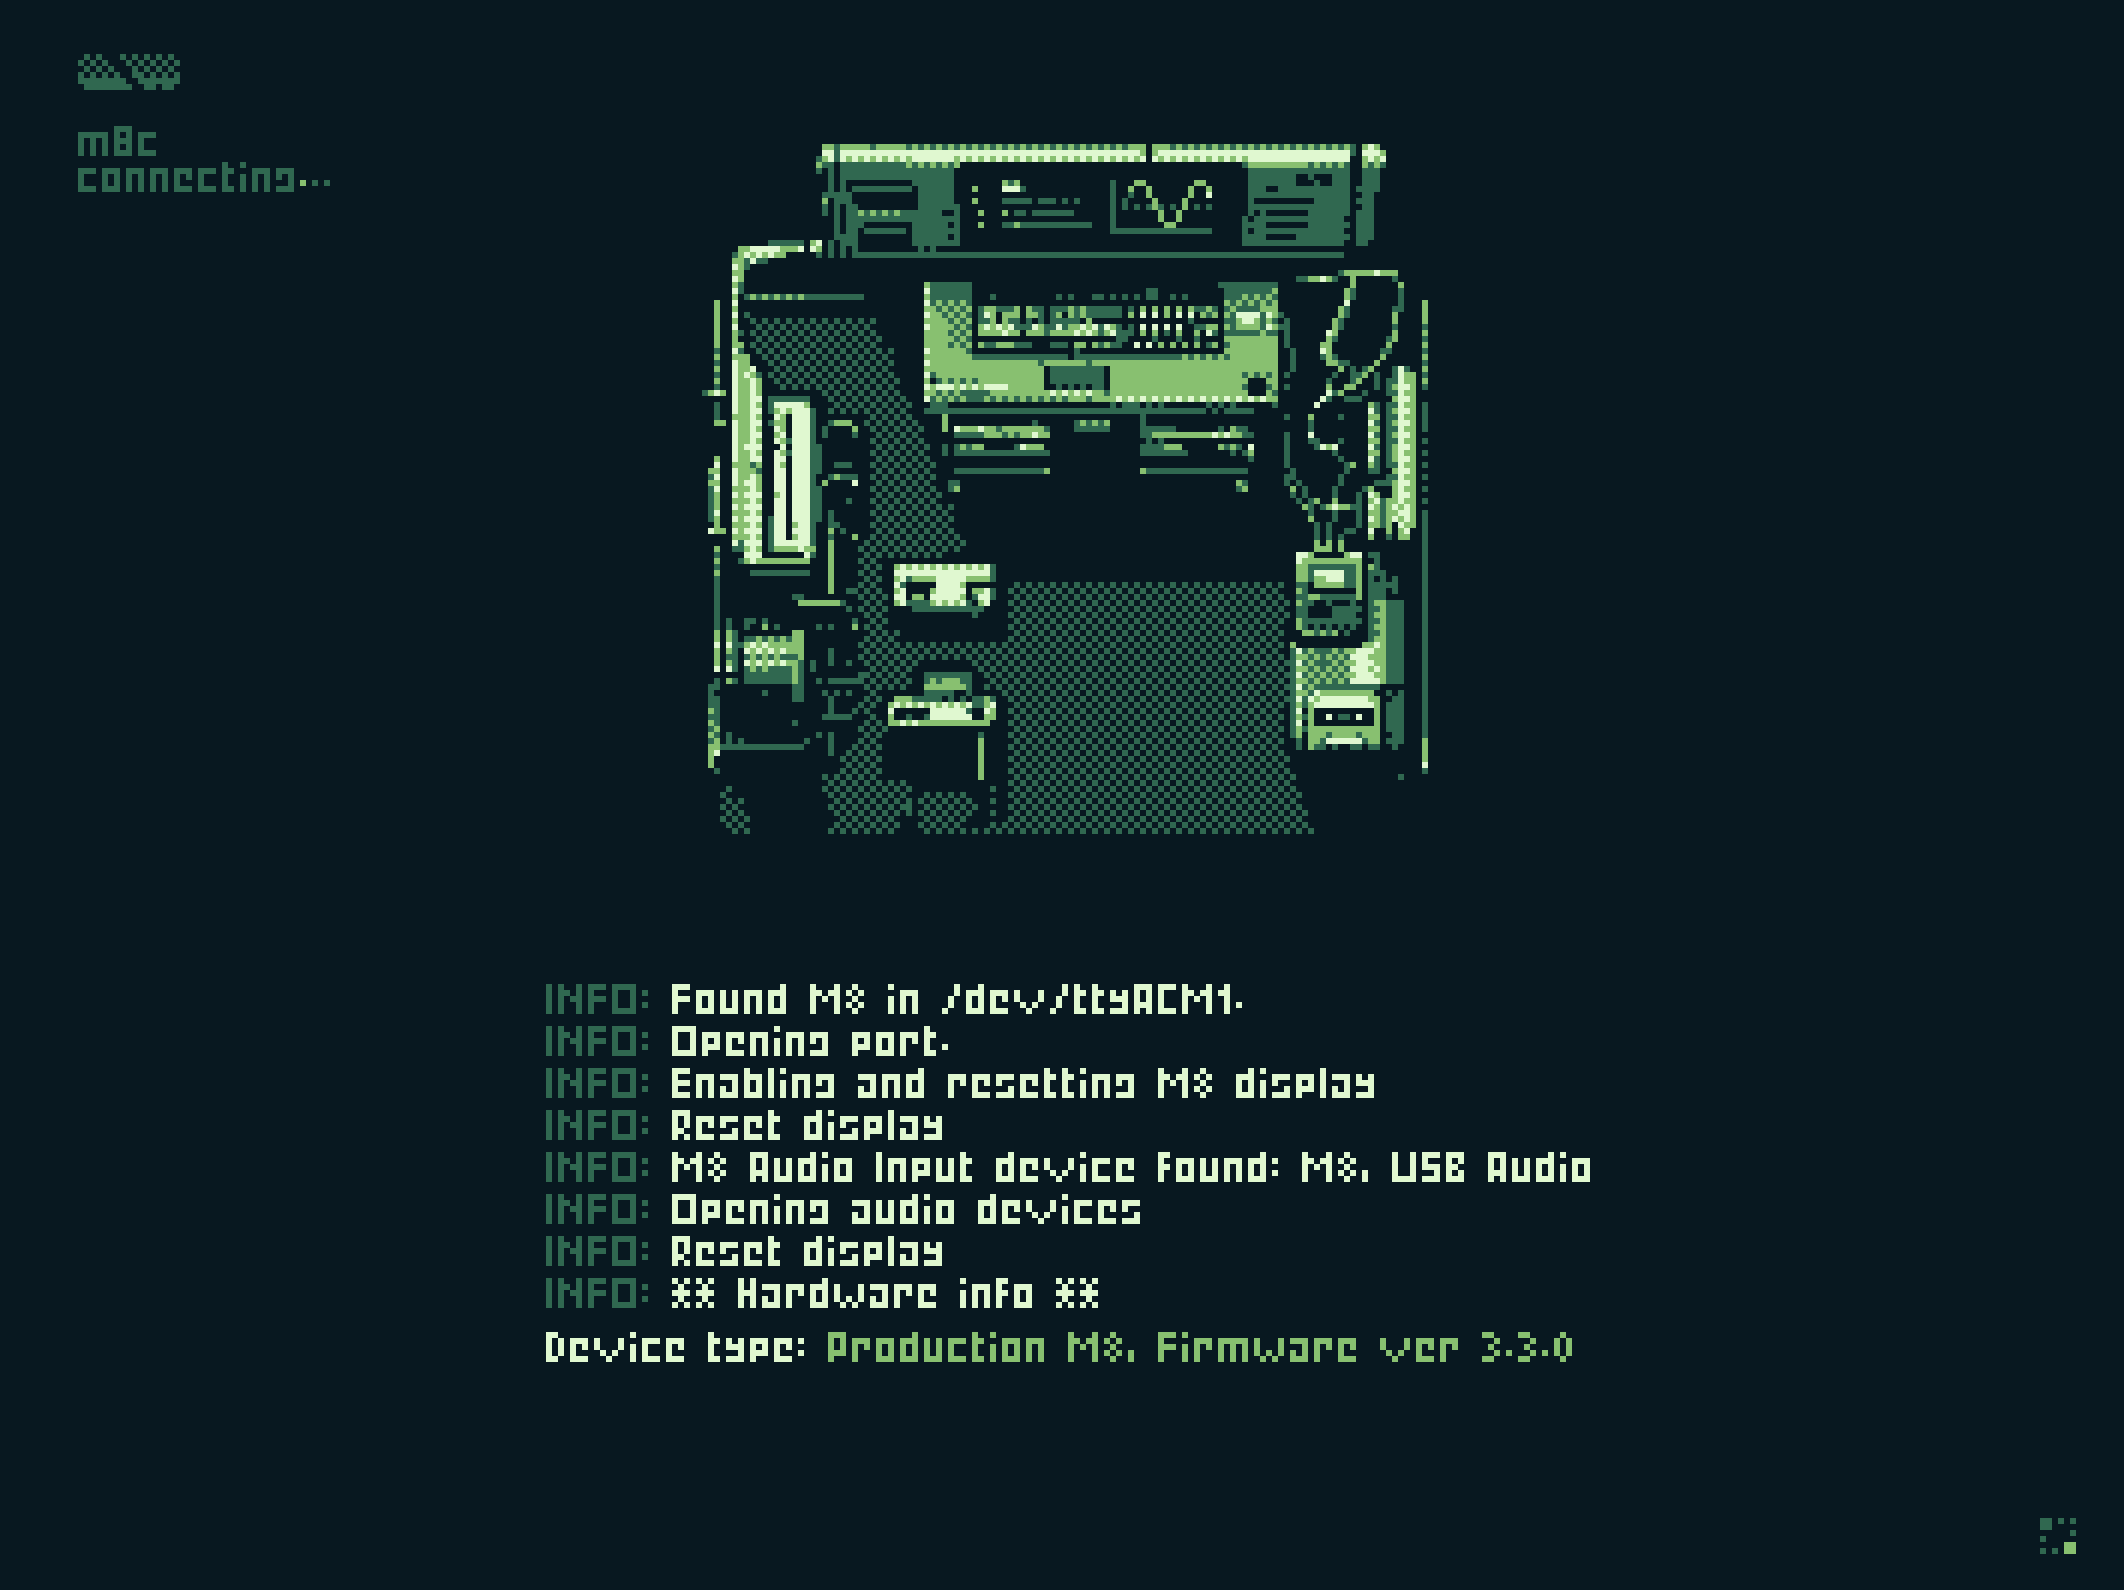 m8c
connecting...
INFO: Found M8 in /dev/ttyACM1.
INFO: Opening port.
INFO: Enabling and resetting M8 display
INFO: Reset display
INFO: M8 Audio Input device found: M8, USB Audio
INFO: Opening audio devices
INFO: Reset display
INFO: ** Hardware info **
Device type: Production M8, Firmware ver 3.3.0